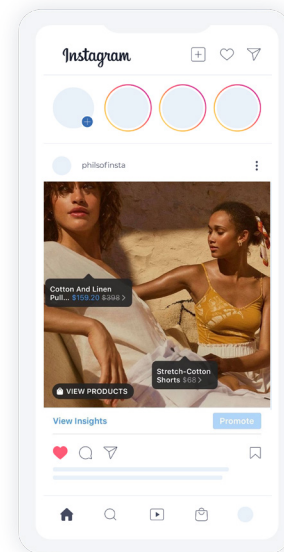 Instagram
philsofinsta
Cotton And Linen
Pull... $159.20 $398 >
Stretch-Cotton
Shorts $68 >
VIEW PRODUCTS
View Insights
Promote